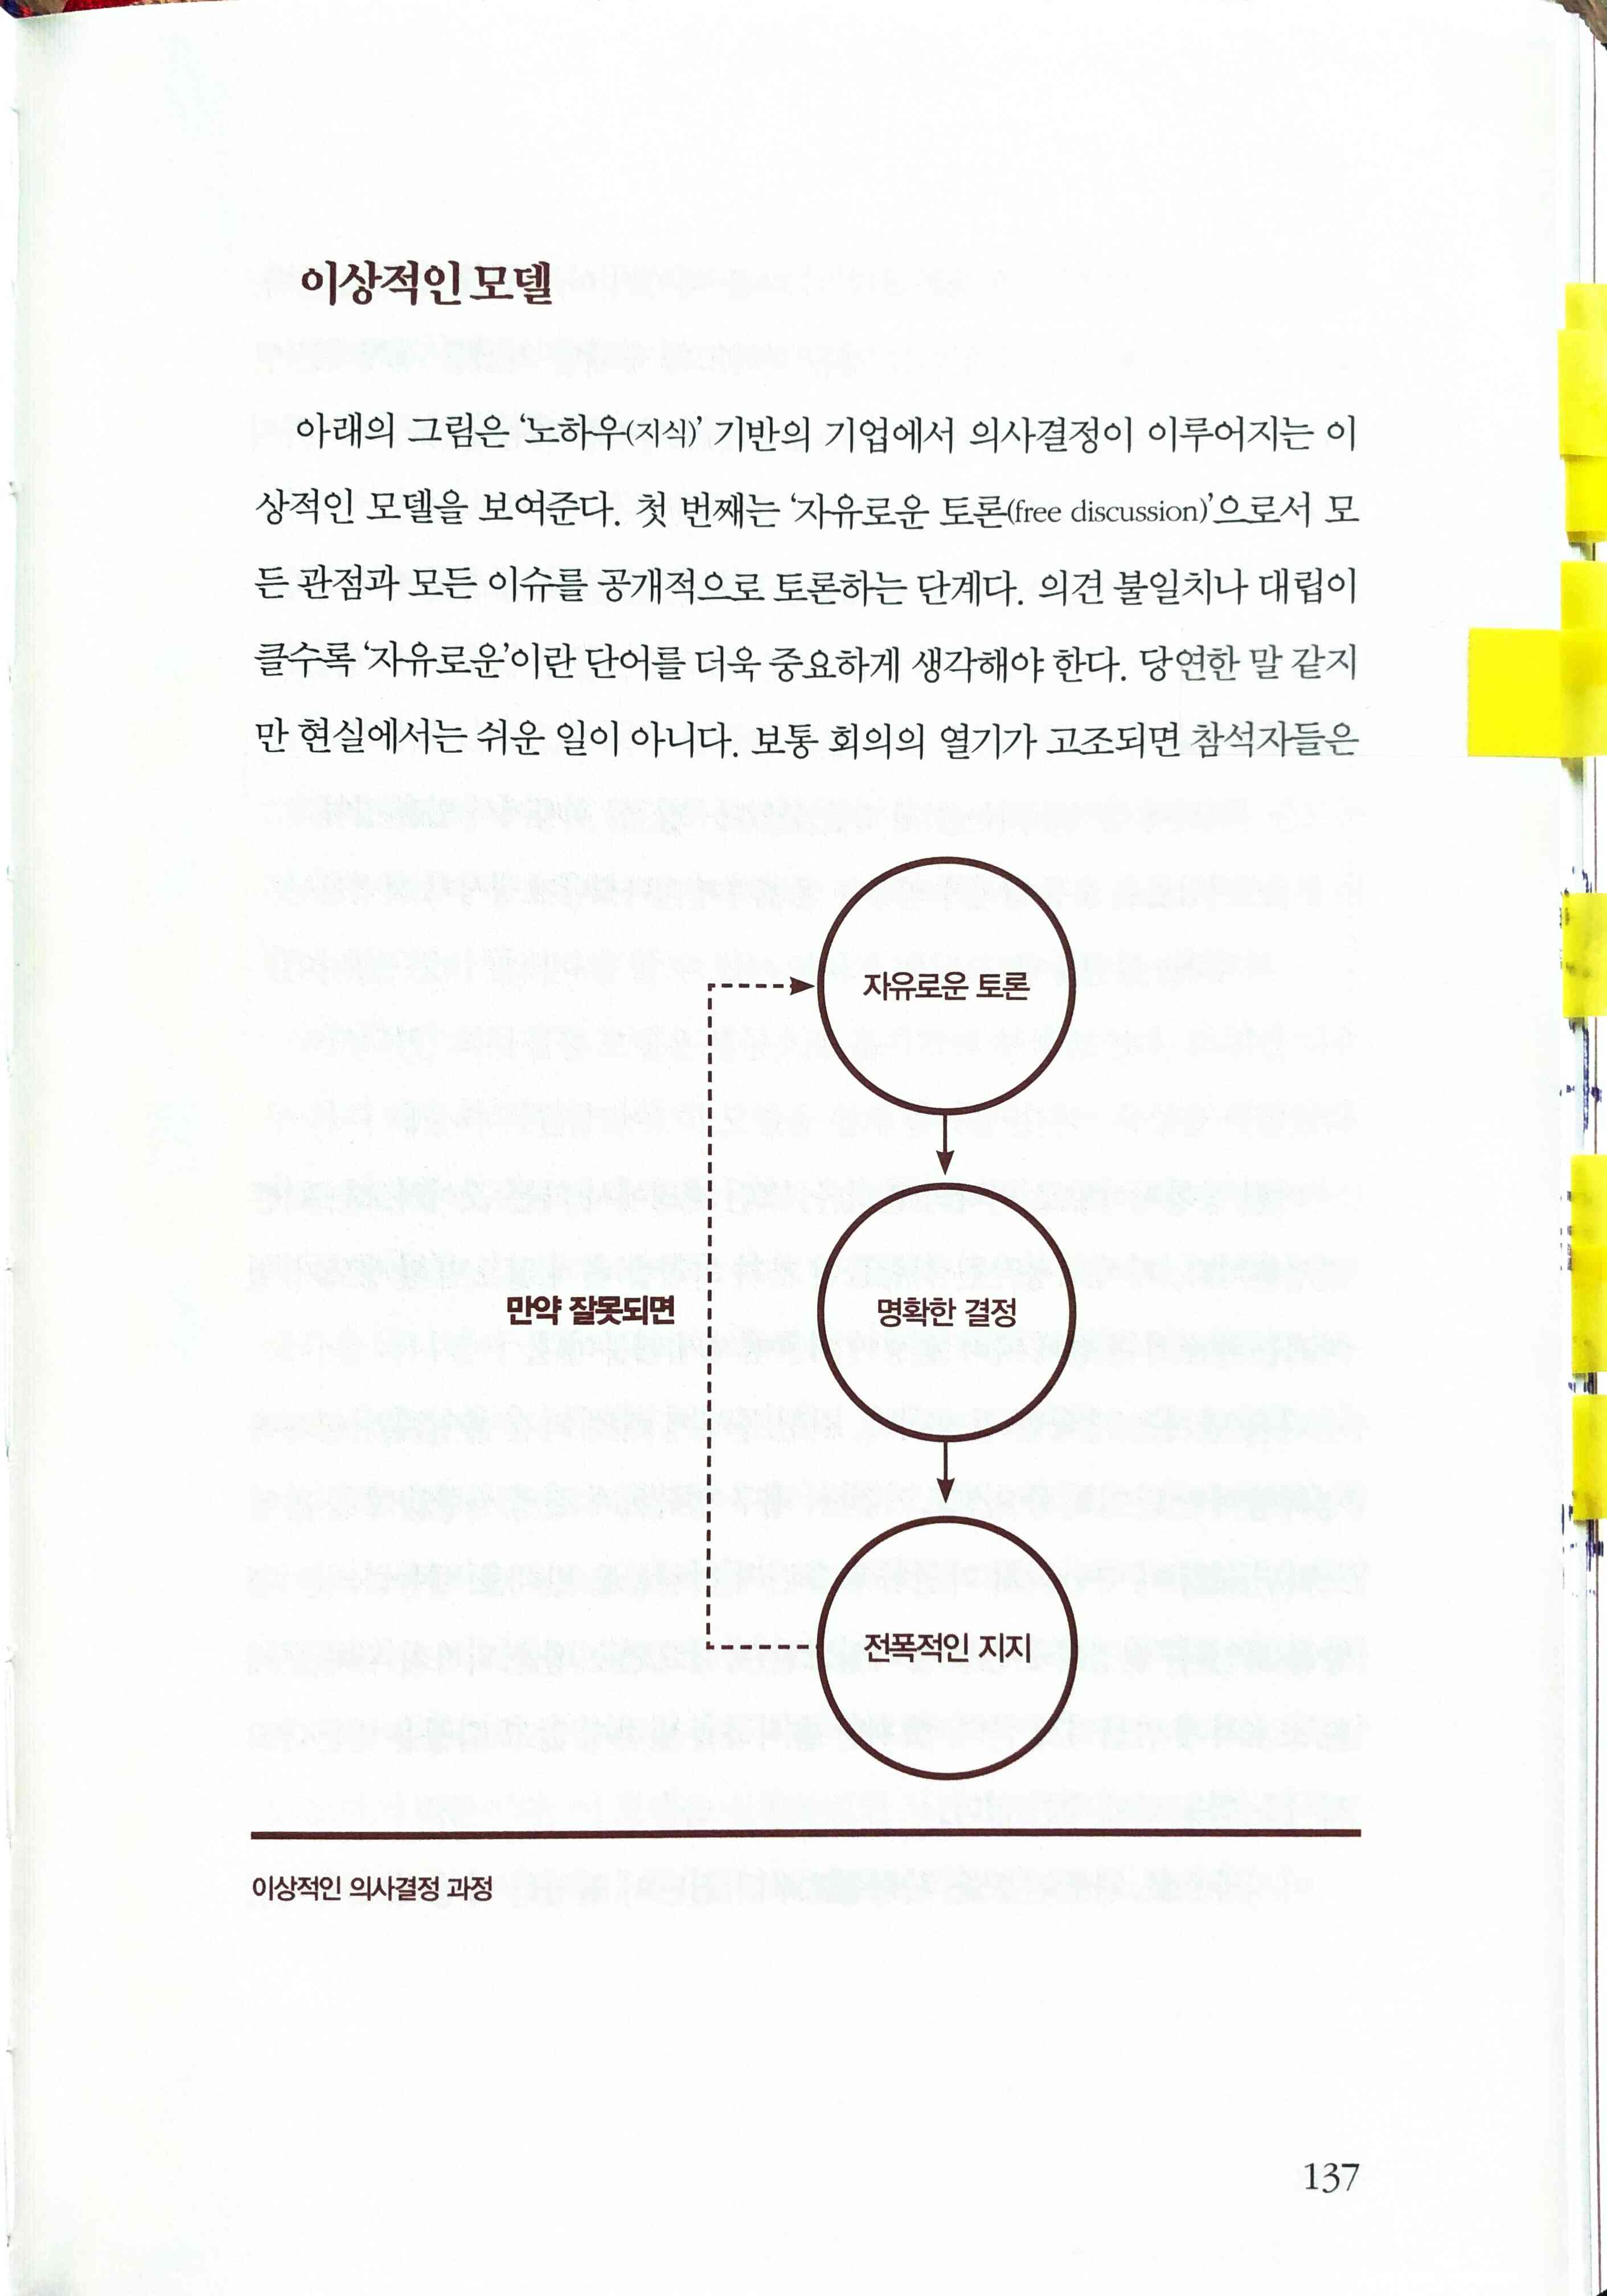 이상적인 모델
아래의 그림은 ‘노하우(지식)’ 기반의 기업에서 의사결정이 이루어지는 이
상적인 모델을 보여준다. 첫 번째는 ‘자유로운 토론(free discussion)’으로서 모
든 관점과 모든 이슈를 공개적으로 토론하는 단계다. 의견 불일치나 대립이
클수록 ‘자유로운’이란 단어를 더욱 중요하게 생각해야 한다. 당연한 말 같지
만 현실에서는 쉬운 일이 아니다. 보통 회의의 열기가 고조되면 참석자들은
자유로운 토론
만약 잘못되면
명확한 결정
전폭적인 지지
이상적인 의사결정 과정
137